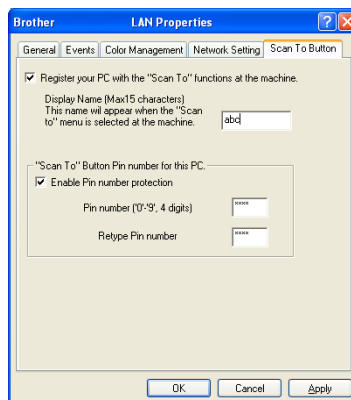 Brother LAN Properties
General Events Color Management Network Setting Scan To Button
Register your PC with the "Scan To" functions at the machine.
Display Name (Max15 characters)
This name wil appear when the "Scan
to" menu is selected at the machine.
abc
"Scan To" Button Pin number for this PC.
Enable Pin number protection
Pin number ('0'-'9', 4 digits) ****
Retype Pin number ****
OK Cancel Apply